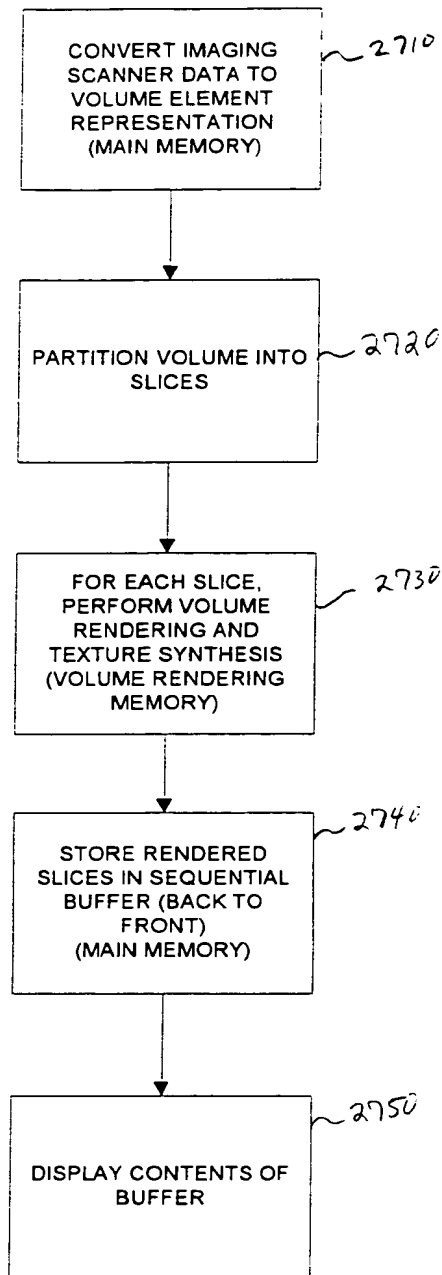 CONVERT IMAGING
SCANNER DATA TO
VOLUME ELEMENT
REPRESENTATION
(MAIN MEMORY)
2710
PARTITION VOLUME INTO
SLICES
2720
FOR EACH SLICE,
PERFORM VOLUME
RENDERING AND
TEXTURE SYNTHESIS
(VOLUME RENDERING
MEMORY)
2730
STORE RENDERED
SLICES IN SEQUENTIAL
BUFFER (BACK TO
FRONT)
(MAIN MEMORY)
2740
DISPLAY CONTENTS OF
BUFFER
2750